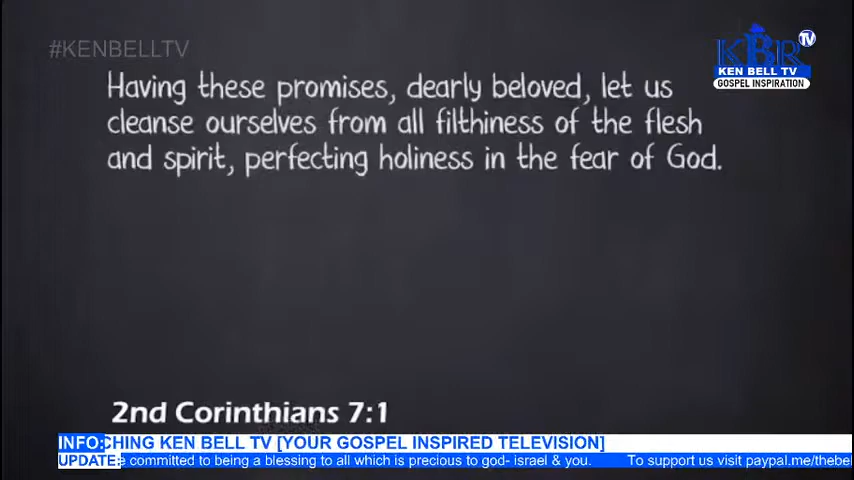 #KENBELLTV
KBR TV
KEN BELL TV
GOSPEL INSPIRATION
Having these promises, dearly beloved, let us
cleanse ourselves from all filthiness of the flesh
and spirit, perfecting holiness in the fear of God.
2nd Corinthians 7:1
INFO: CHING KEN BELL TV [YOUR GOSPEL INSPIRED TELEVISION]
UPDATE: e committed to being a blessing to all which is precious to god- israel & you. To support us visit paypal.me/thebel